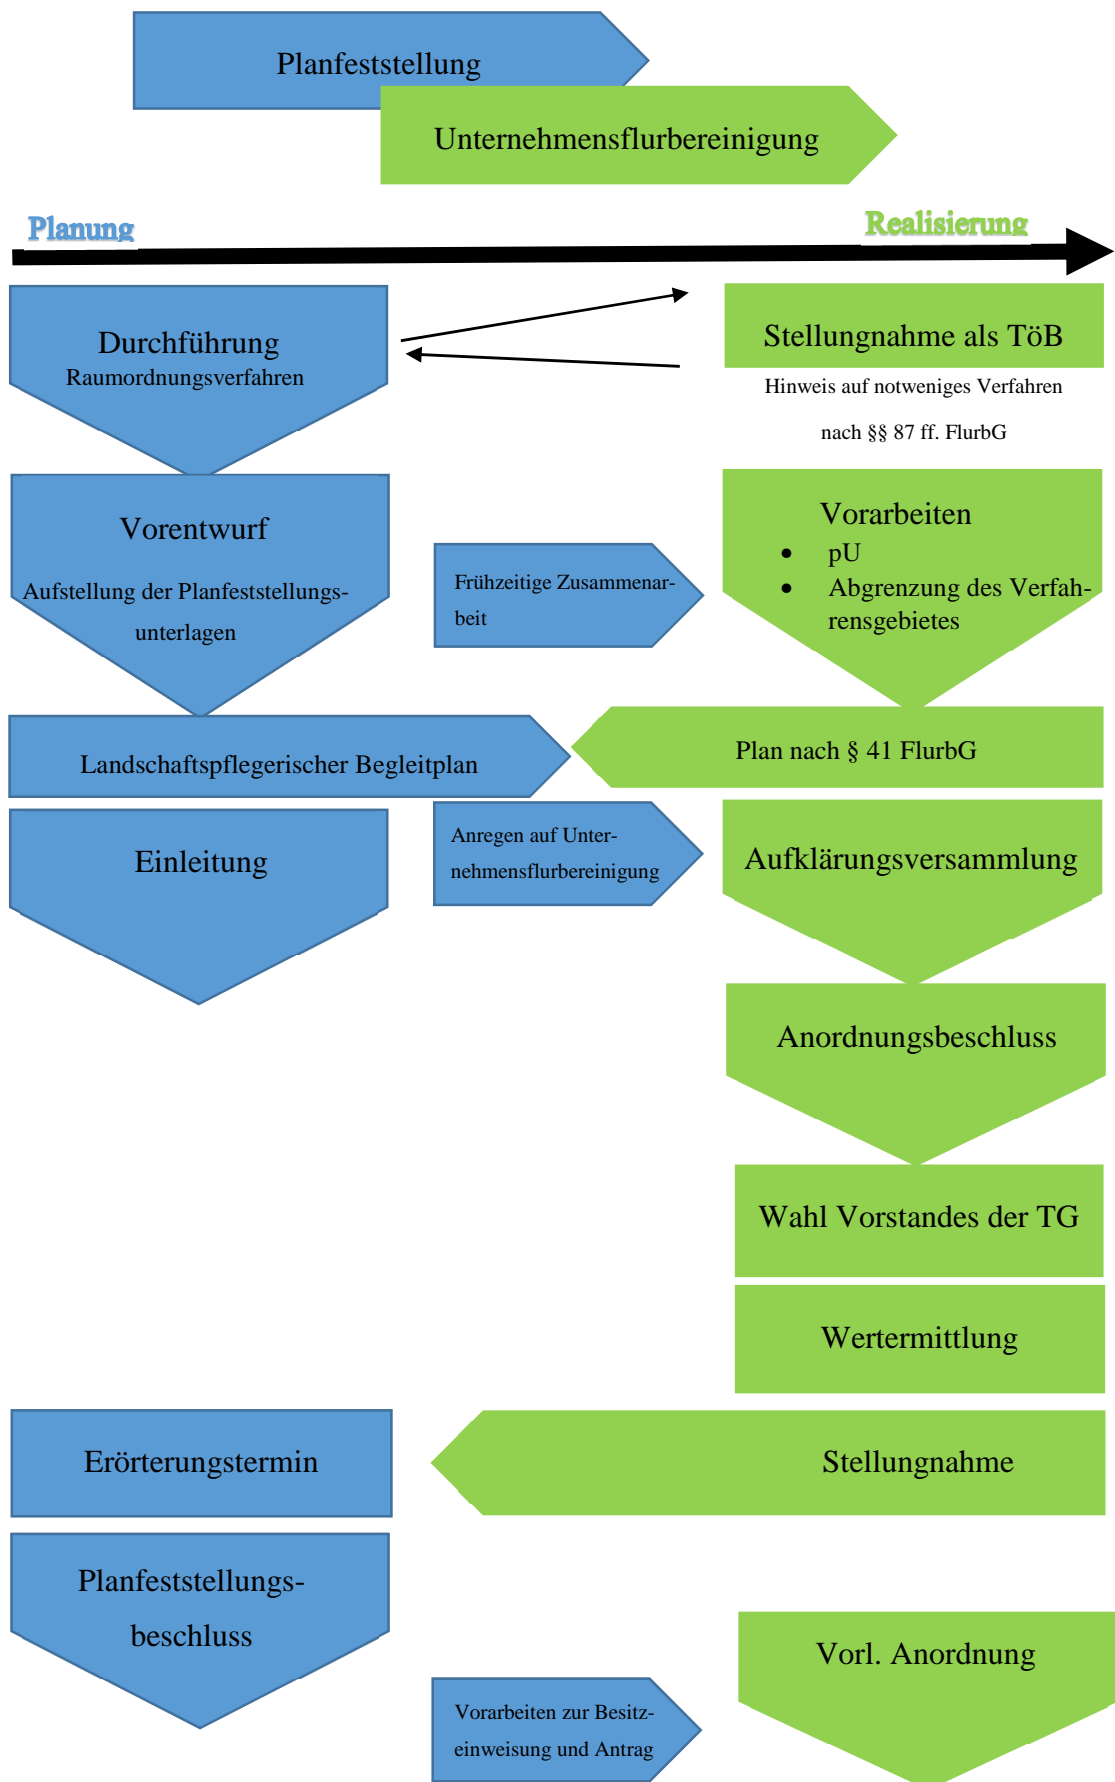 Planfeststellung
Unternehmensflurbereinigung
Planung
Realisierung
Durchführung
Raumordnungsverfahren
Stellungnahme als TöB
Hinweis auf notweniges Verfahren
nach §§ 87 ff. FlurbG
Vorentwurf
Aufstellung der Planfeststellungs-
unterlagen
Frühzeitige Zusammenar-
beit
Vorarbeiten
• pU
• Abgrenzung des Verfah-
rensgebietes
Landschaftspflegerischer Begleitplan
Plan nach § 41 FlurbG
Einleitung
Anregen auf Unter-
nehmensflurbereinigung
Aufklärungsversammlung
Anordnungsbeschluss
Wahl Vorstandes der TG
Wertermittlung
Erörterungstermin
Stellungnahme
Planfeststellungs-
beschluss
Vorl. Anordnung
Vorarbeiten zur Besitz-
einweisung und Antrag